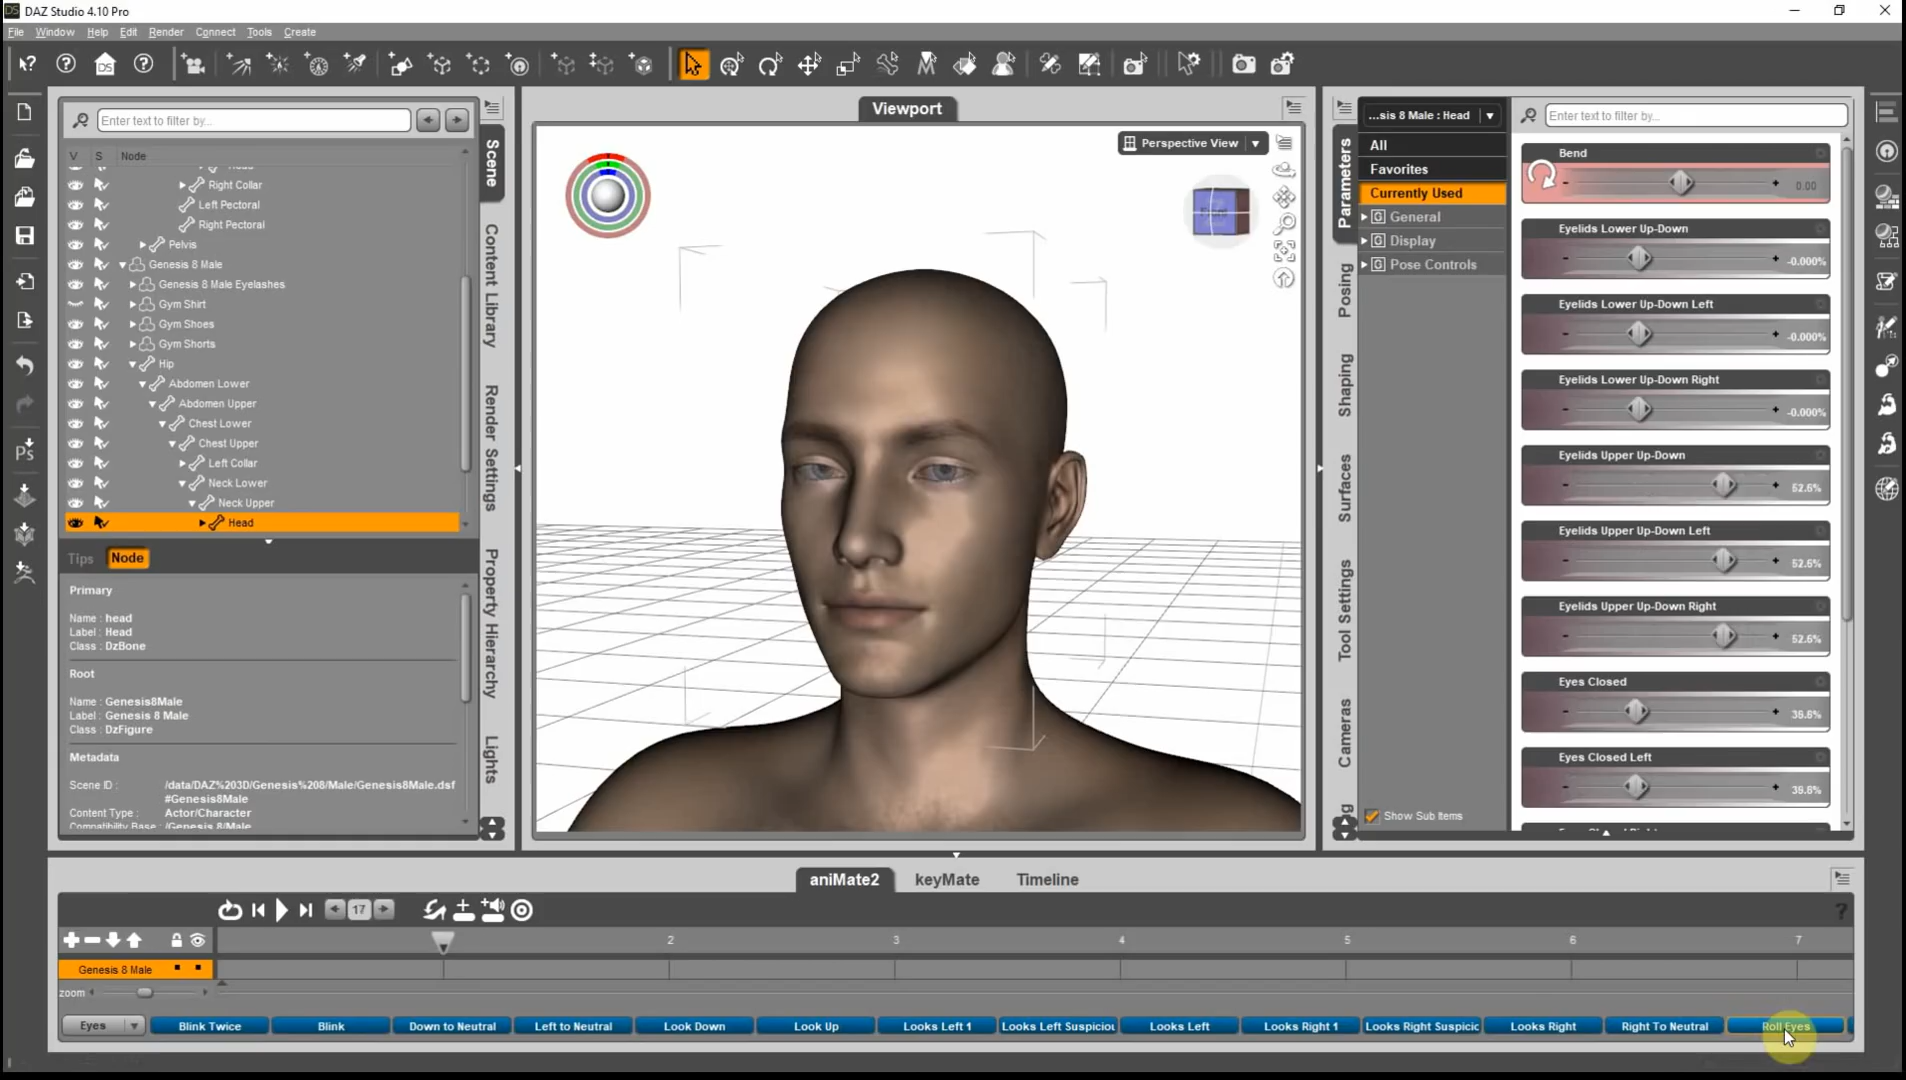 DAZ Studio 4.10 Pro
File Window Help Edit Render Connect Tools Create
Enter text to filter by...
V S Node
Right Collar
Left Pectoral
Right Pectoral
Pelvis
Genesis 8 Male
Genesis 8 Male Eyelashes
Gym Shirt
Gym Shoes
Gym Shorts
Hip
Abdomen Lower
Abdomen Upper
Chest Lower
Chest Upper
Left Collar
Neck Lower
Neck Upper
Head
Tips Node
Primary
Name : head
Label : Head
Class : DzBone
Root
Name : Genesis8Male
Label : Genesis 8 Male
Class : DzFigure
Metadata
Scene ID : /data/DAZ%203D/Genesis%208/Male/Genesis8Male.dsf
#Genesis8Male
Content Type : Actor/Character
Compatibility Base : /Genesis 8/Male
Scene
Content Library
Render Settings
Property Hierarchy
Lights
Viewport
Perspective View
Parameters
Posing
Shaping
Surfaces
Tool Settings
Cameras
...sis 8 Male : Head
All
Favorites
Currently Used
G General
G Display
G Pose Controls
Show Sub Items
Enter text to filter by...
Bend
0.00
Eyelids Lower Up-Down
-0.000%
Eyelids Lower Up-Down Left
-0.000%
Eyelids Lower Up-Down Right
-0.000%
Eyelids Upper Up-Down
52.6%
Eyelids Upper Up-Down Left
52.6%
Eyelids Upper Up-Down Right
52.6%
Eyes Closed
39.8%
Eyes Closed Left
39.8%
aniMate2 keyMate Timeline
17
?
2 3 4 5 6 7
Genesis 8 Male
zoom
Eyes Blink Twice Blink Down to Neutral Left to Neutral Look Down Look Up Looks Left 1 Looks Left Suspiciou Looks Left Looks Right 1 Looks Right Suspicic Looks Right Right To Neutral Roll Eyes